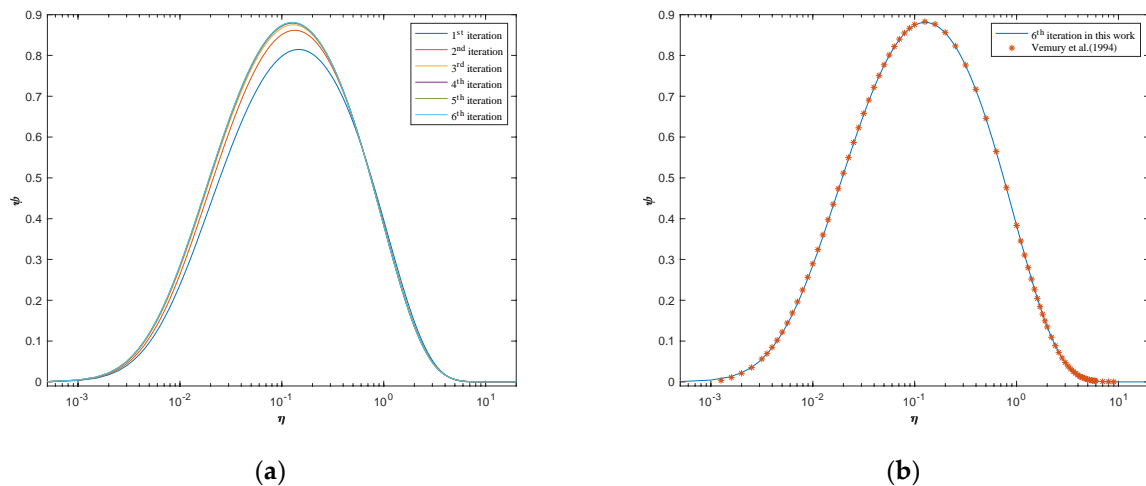 0.9
0.8
0.7
0.6
0.5
0.4
0.3
0.2
0.1
0
ψ
10⁻³ 10⁻² 10⁻¹ 10⁰ 10¹
η
1ˢᵗ iteration
2ⁿᵈ iteration
3ʳᵈ iteration
4ᵗʰ iteration
5ᵗʰ iteration
6ᵗʰ iteration
(a)
0.9
0.8
0.7
0.6
0.5
0.4
0.3
0.2
0.1
0
ψ
10⁻³ 10⁻² 10⁻¹ 10⁰ 10¹
η
6ᵗʰ iteration in this work
Vemury et al.(1994)
(b)